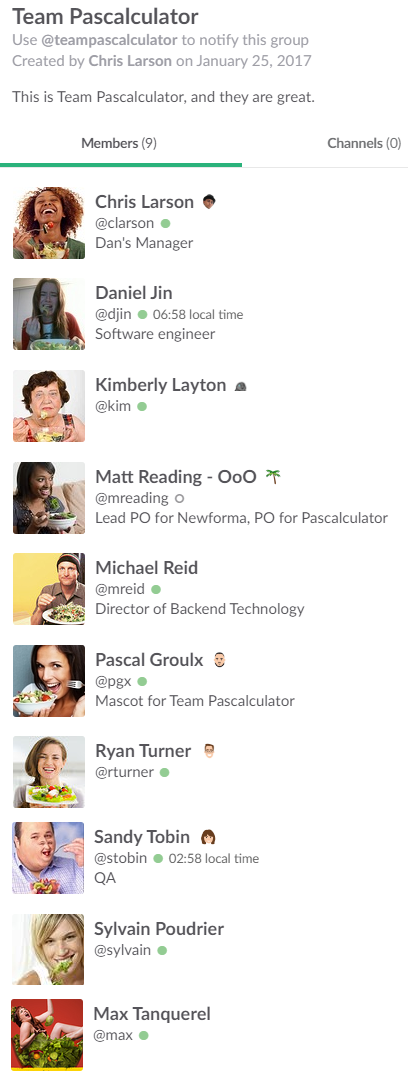 Team Pascalculator
Use @teampascalculator to notify this group
Created by Chris Larson on January 25, 2017
This is Team Pascalculator, and they are great.
Members (9)
Channels (0)
Chris Larson
@clarson
Dan's Manager
Daniel Jin
@djin 06:58 local time
Software engineer
Kimberly Layton
@kim
Matt Reading - OoO
@mreading
Lead PO for Newforma, PO for Pascalculator
Michael Reid
@mreid
Director of Backend Technology
Pascal Groulx
@pgx
Mascot for Team Pascalculator
Ryan Turner
@rturner
Sandy Tobin
@stobin 02:58 local time
QA
Sylvain Poudrier
@sylvain
Max Tanquerel
@max